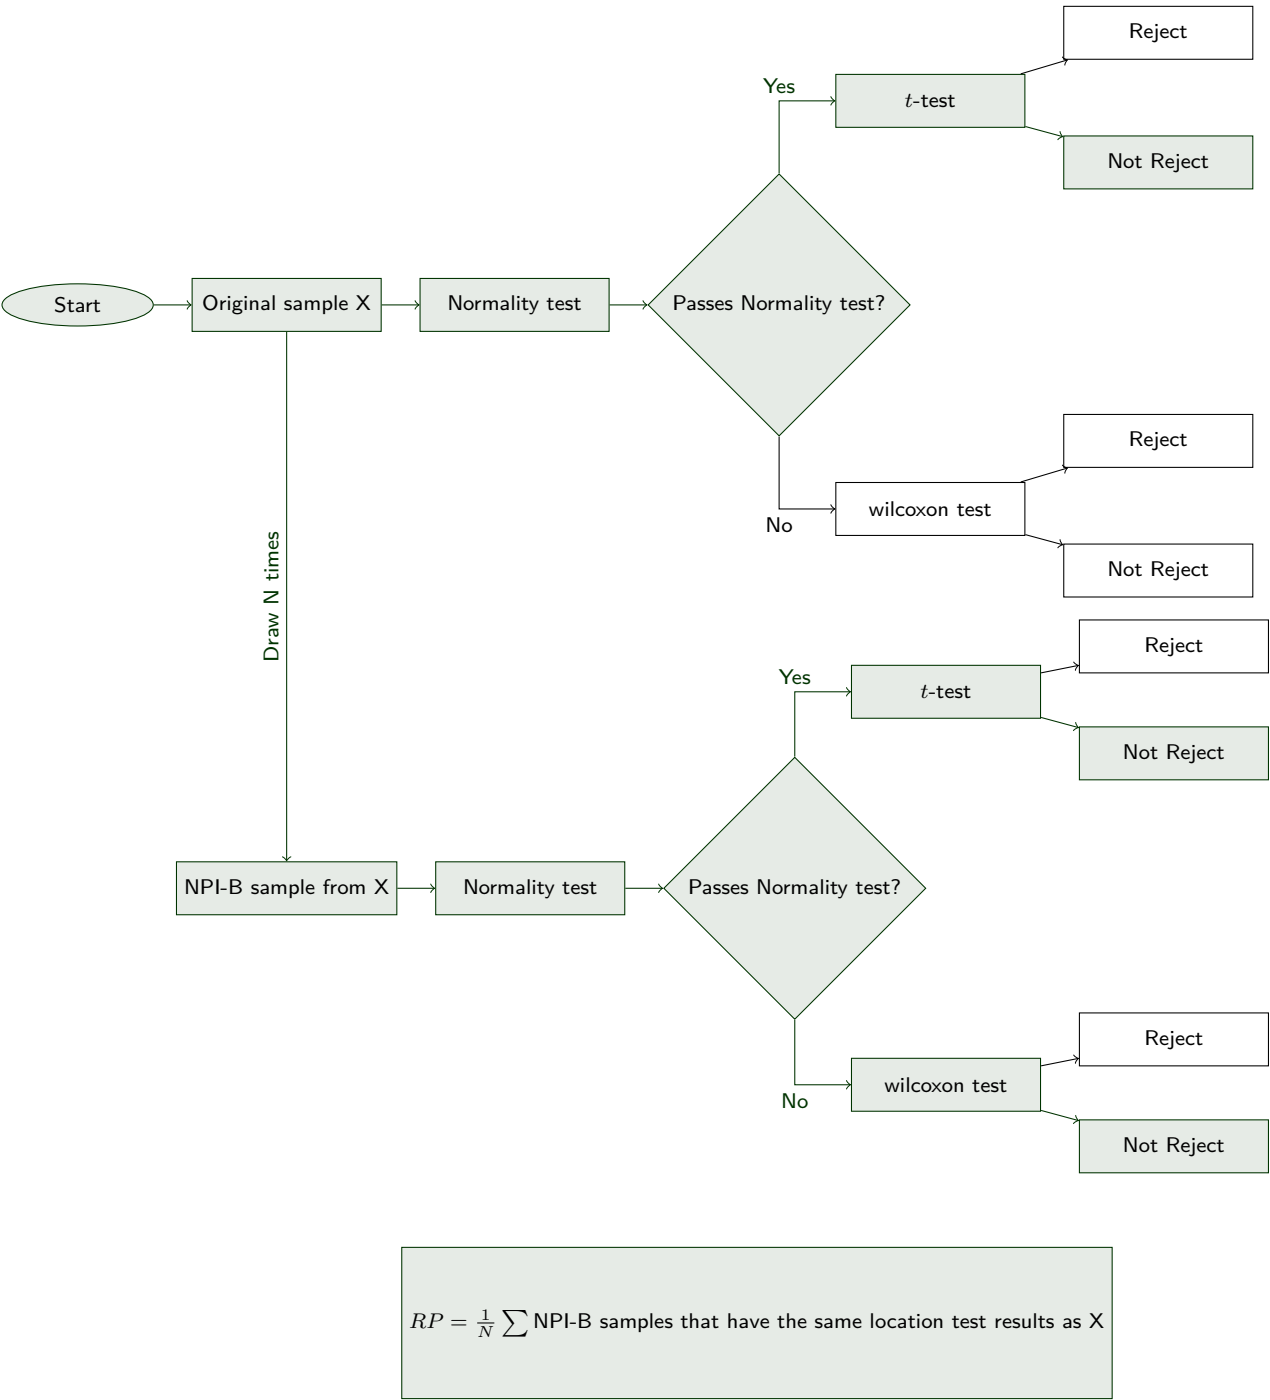 Reject
Yes
t-test
Not Reject
Start
Original sample X
Normality test
Passes Normality test?
Reject
wilcoxon test
No
Not Reject
Draw N times
Reject
Yes
t-test
Not Reject
NPI-B sample from X
Normality test
Passes Normality test?
Reject
wilcoxon test
No
Not Reject
RP = 1/N ∑ NPI-B samples that have the same location test results as X